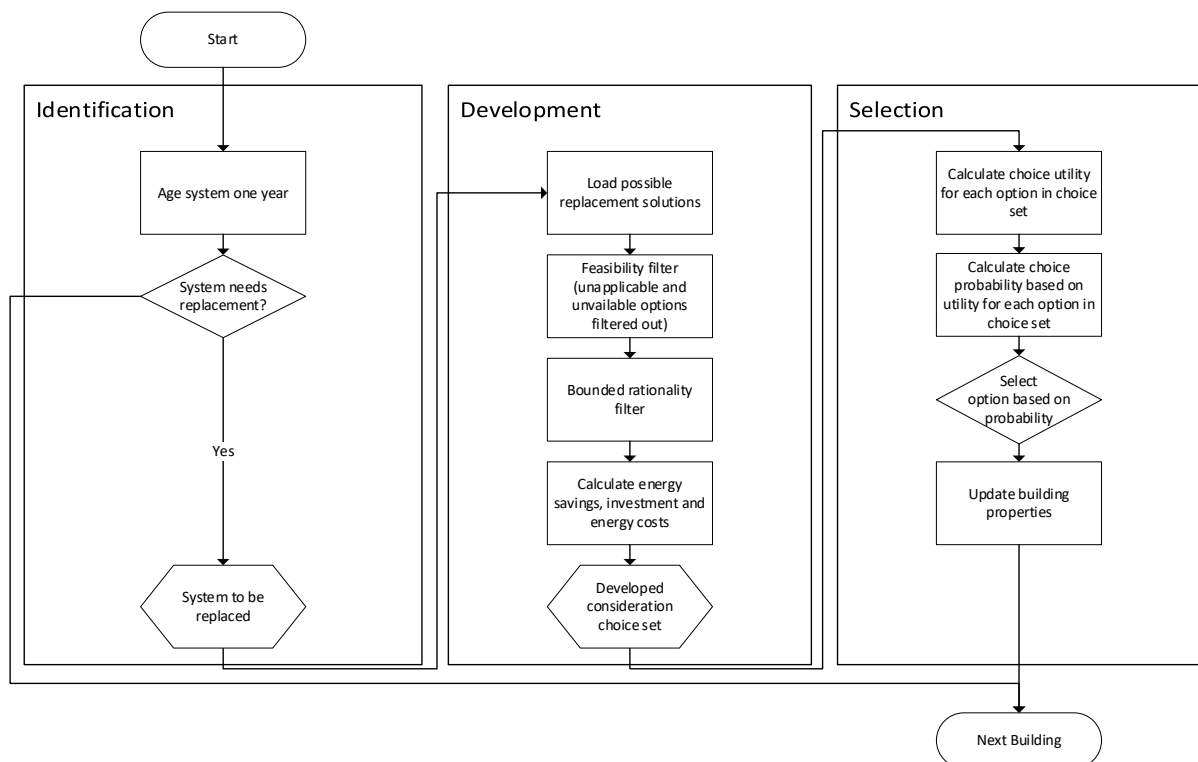 Start
Identification
Age system one year
System needs
replacement?
Yes
System to be
replaced
Development
Load possible
replacement solutions
Feasibility filter
(unapplicable and
unvailable options
filtered out)
Bounded rationality
filter
Calculate energy
savings, investment and
energy costs
Developed
consideration
choice set
Selection
Calculate choice utility
for each option in choice
set
Calculate choice
probability based on
utility for each option in
choice set
Select
option based on
probability
Update building
properties
Next Building